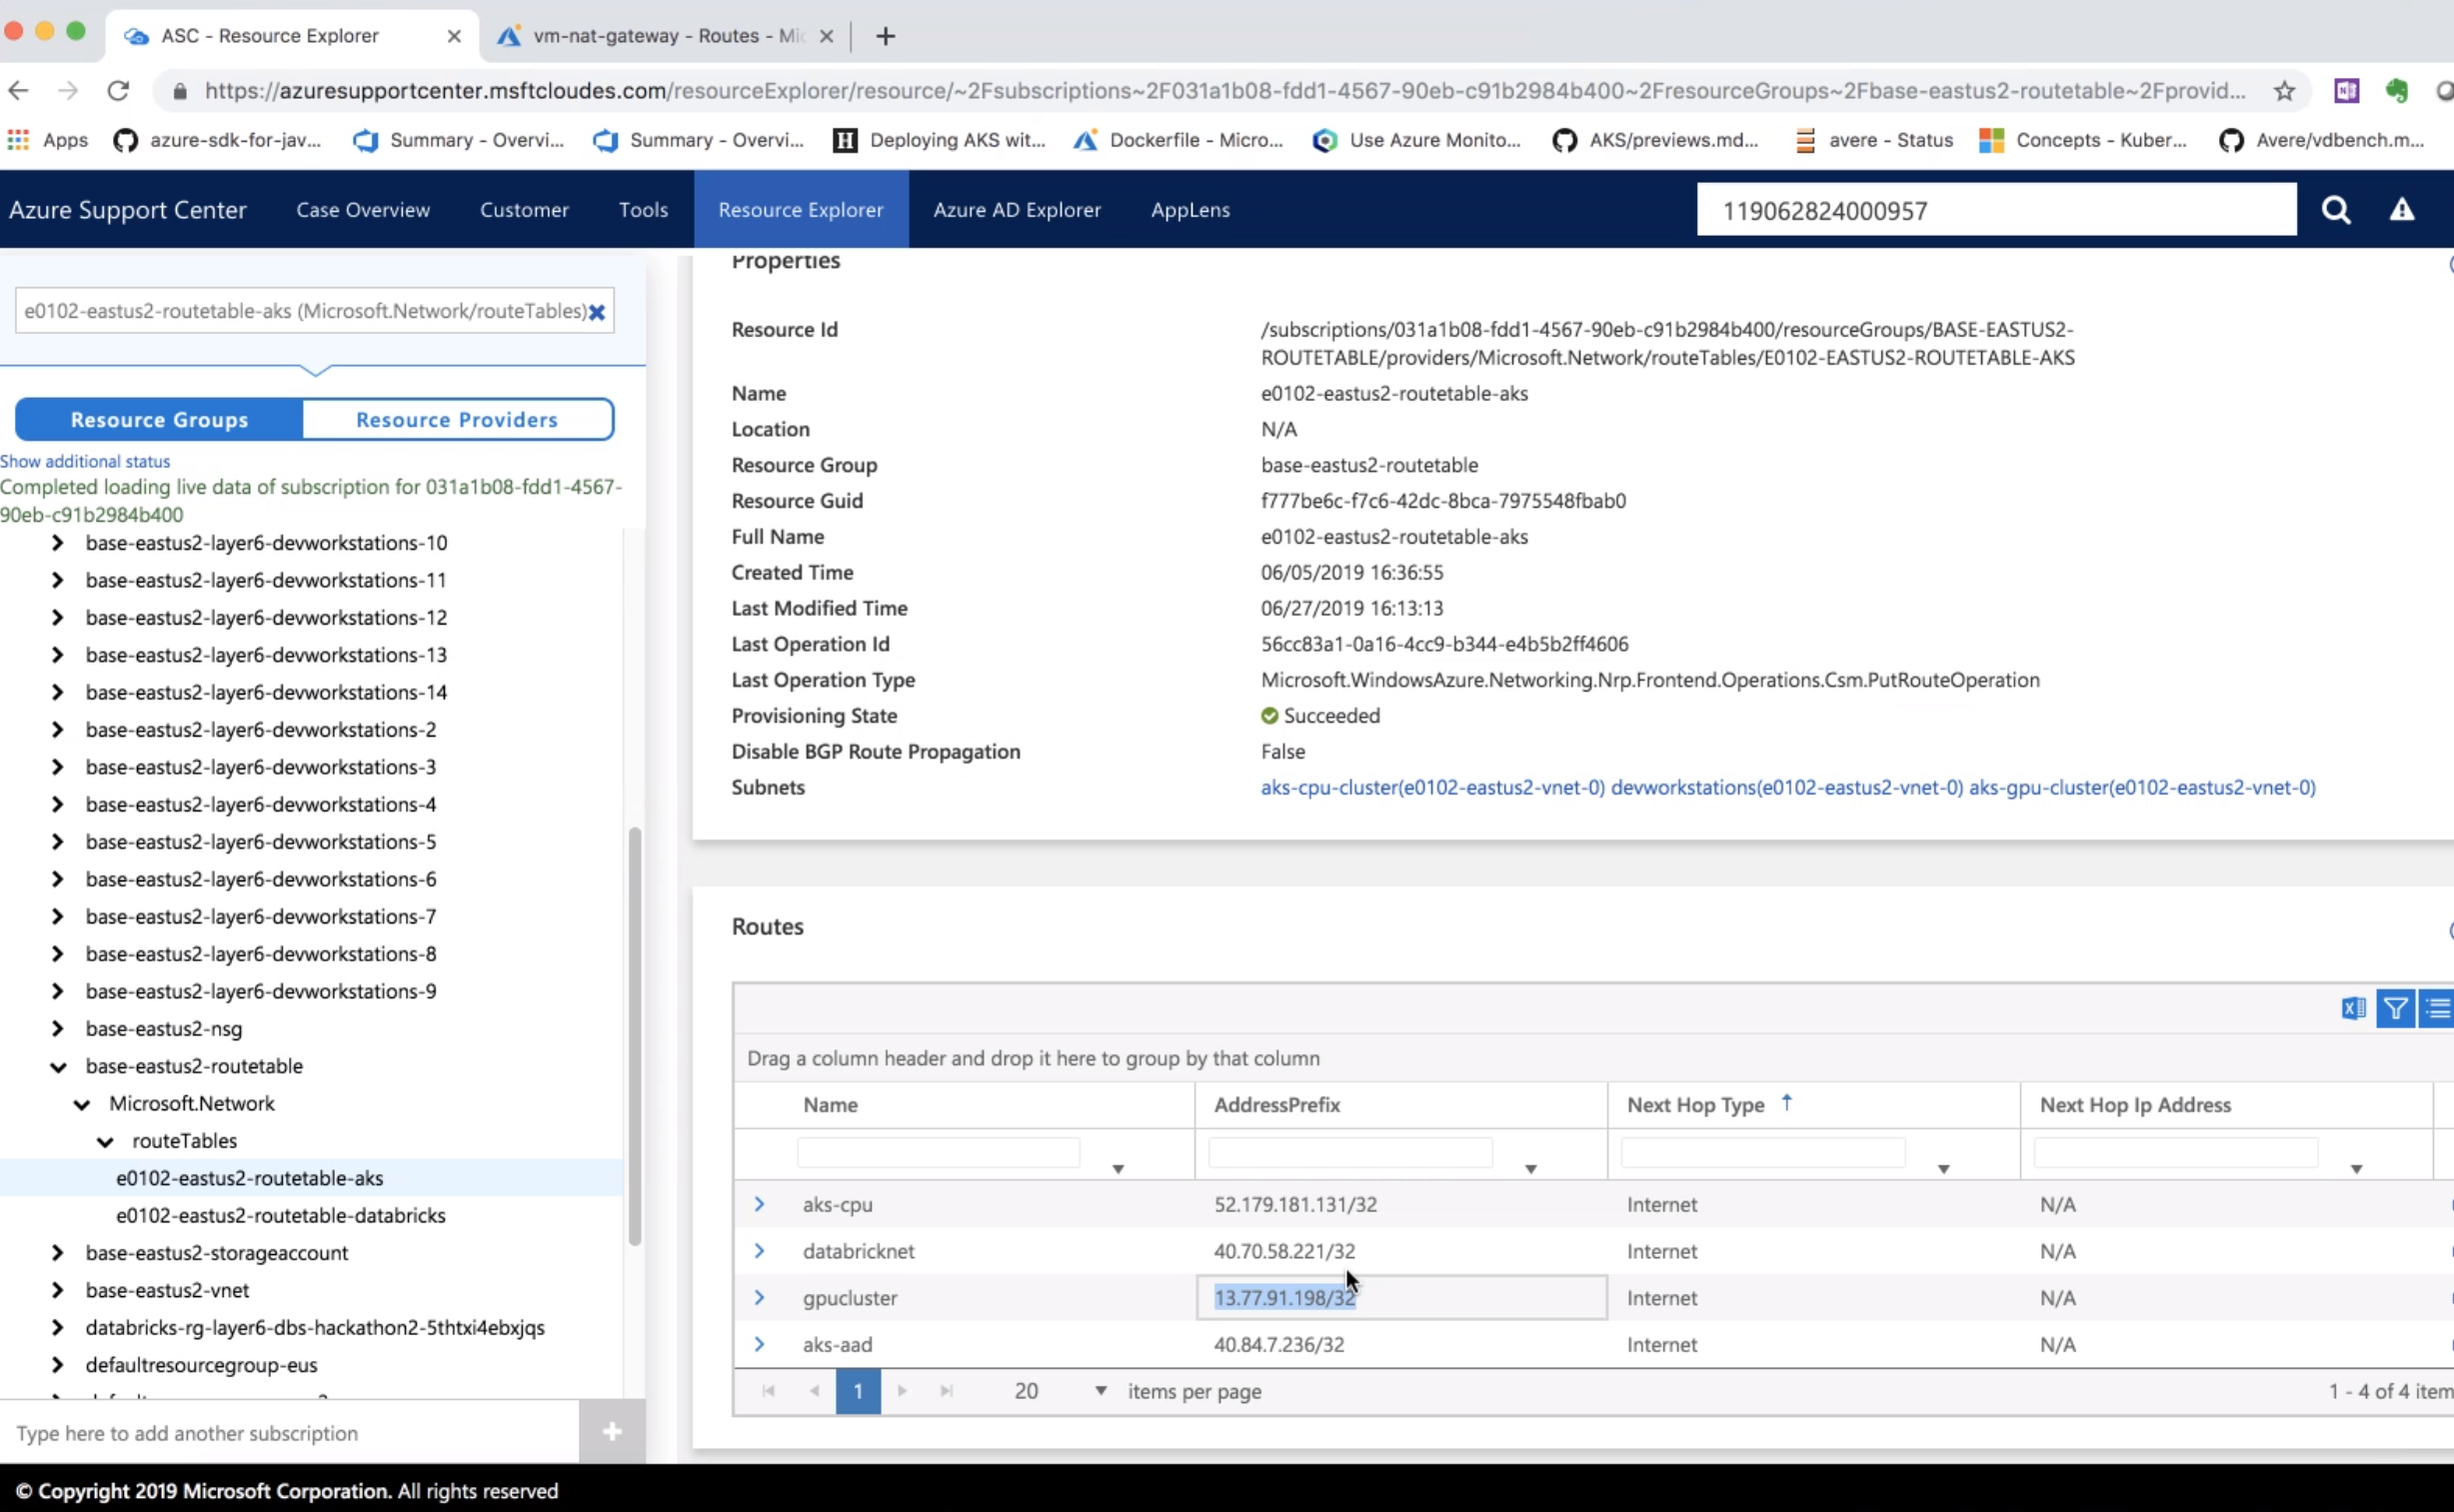 ASC - Resource Explorer
vm-nat-gateway - Routes - Mic
https://azuresupportcenter.msftcloudes.com/resourceExplorer/resource/~2Fsubscriptions~2F031a1b08-fdd1-4567-90eb-c91b2984b400~2FresourceGroups~2Fbase-eastus2-routetable~2Fprovid...
Apps azure-sdk-for-jav... Summary - Overvi... Summary - Overvi... Deploying AKS wit... Dockerfile - Micro... Use Azure Monito... AKS/previews.md... avere - Status Concepts - Kuber... Avere/vdbench.m...
Azure Support Center Case Overview Customer Tools Resource Explorer Azure AD Explorer AppLens 119062824000957
e0102-eastus2-routetable-aks (Microsoft.Network/routeTables)
Resource Groups Resource Providers
Show additional status
Completed loading live data of subscription for 031a1b08-fdd1-4567-
90eb-c91b2984b400
base-eastus2-layer6-devworkstations-10
base-eastus2-layer6-devworkstations-11
base-eastus2-layer6-devworkstations-12
base-eastus2-layer6-devworkstations-13
base-eastus2-layer6-devworkstations-14
base-eastus2-layer6-devworkstations-2
base-eastus2-layer6-devworkstations-3
base-eastus2-layer6-devworkstations-4
base-eastus2-layer6-devworkstations-5
base-eastus2-layer6-devworkstations-6
base-eastus2-layer6-devworkstations-7
base-eastus2-layer6-devworkstations-8
base-eastus2-layer6-devworkstations-9
base-eastus2-nsg
base-eastus2-routetable
Microsoft.Network
routeTables
e0102-eastus2-routetable-aks
e0102-eastus2-routetable-databricks
base-eastus2-storageaccount
base-eastus2-vnet
databricks-rg-layer6-dbs-hackathon2-5thtxi4ebxjqs
defaultresourcegroup-eus
Type here to add another subscription
Properties
Resource Id /subscriptions/031a1b08-fdd1-4567-90eb-c91b2984b400/resourceGroups/BASE-EASTUS2-
ROUTETABLE/providers/Microsoft.Network/routeTables/E0102-EASTUS2-ROUTETABLE-AKS
Name e0102-eastus2-routetable-aks
Location N/A
Resource Group base-eastus2-routetable
Resource Guid f777be6c-f7c6-42dc-8bca-7975548fbab0
Full Name e0102-eastus2-routetable-aks
Created Time 06/05/2019 16:36:55
Last Modified Time 06/27/2019 16:13:13
Last Operation Id 56cc83a1-0a16-4cc9-b344-e4b5b2ff4606
Last Operation Type Microsoft.WindowsAzure.Networking.Nrp.Frontend.Operations.Csm.PutRouteOperation
Provisioning State Succeeded
Disable BGP Route Propagation False
Subnets aks-cpu-cluster(e0102-eastus2-vnet-0) devworkstations(e0102-eastus2-vnet-0) aks-gpu-cluster(e0102-eastus2-vnet-0)
Routes
Drag a column header and drop it here to group by that column
Name AddressPrefix Next Hop Type Next Hop Ip Address
aks-cpu 52.179.181.131/32 Internet N/A
databricknet 40.70.58.221/32 Internet N/A
gpucluster 13.77.91.198/32 Internet N/A
aks-aad 40.84.7.236/32 Internet N/A
1 20 items per page 1 - 4 of 4 item
© Copyright 2019 Microsoft Corporation. All rights reserved